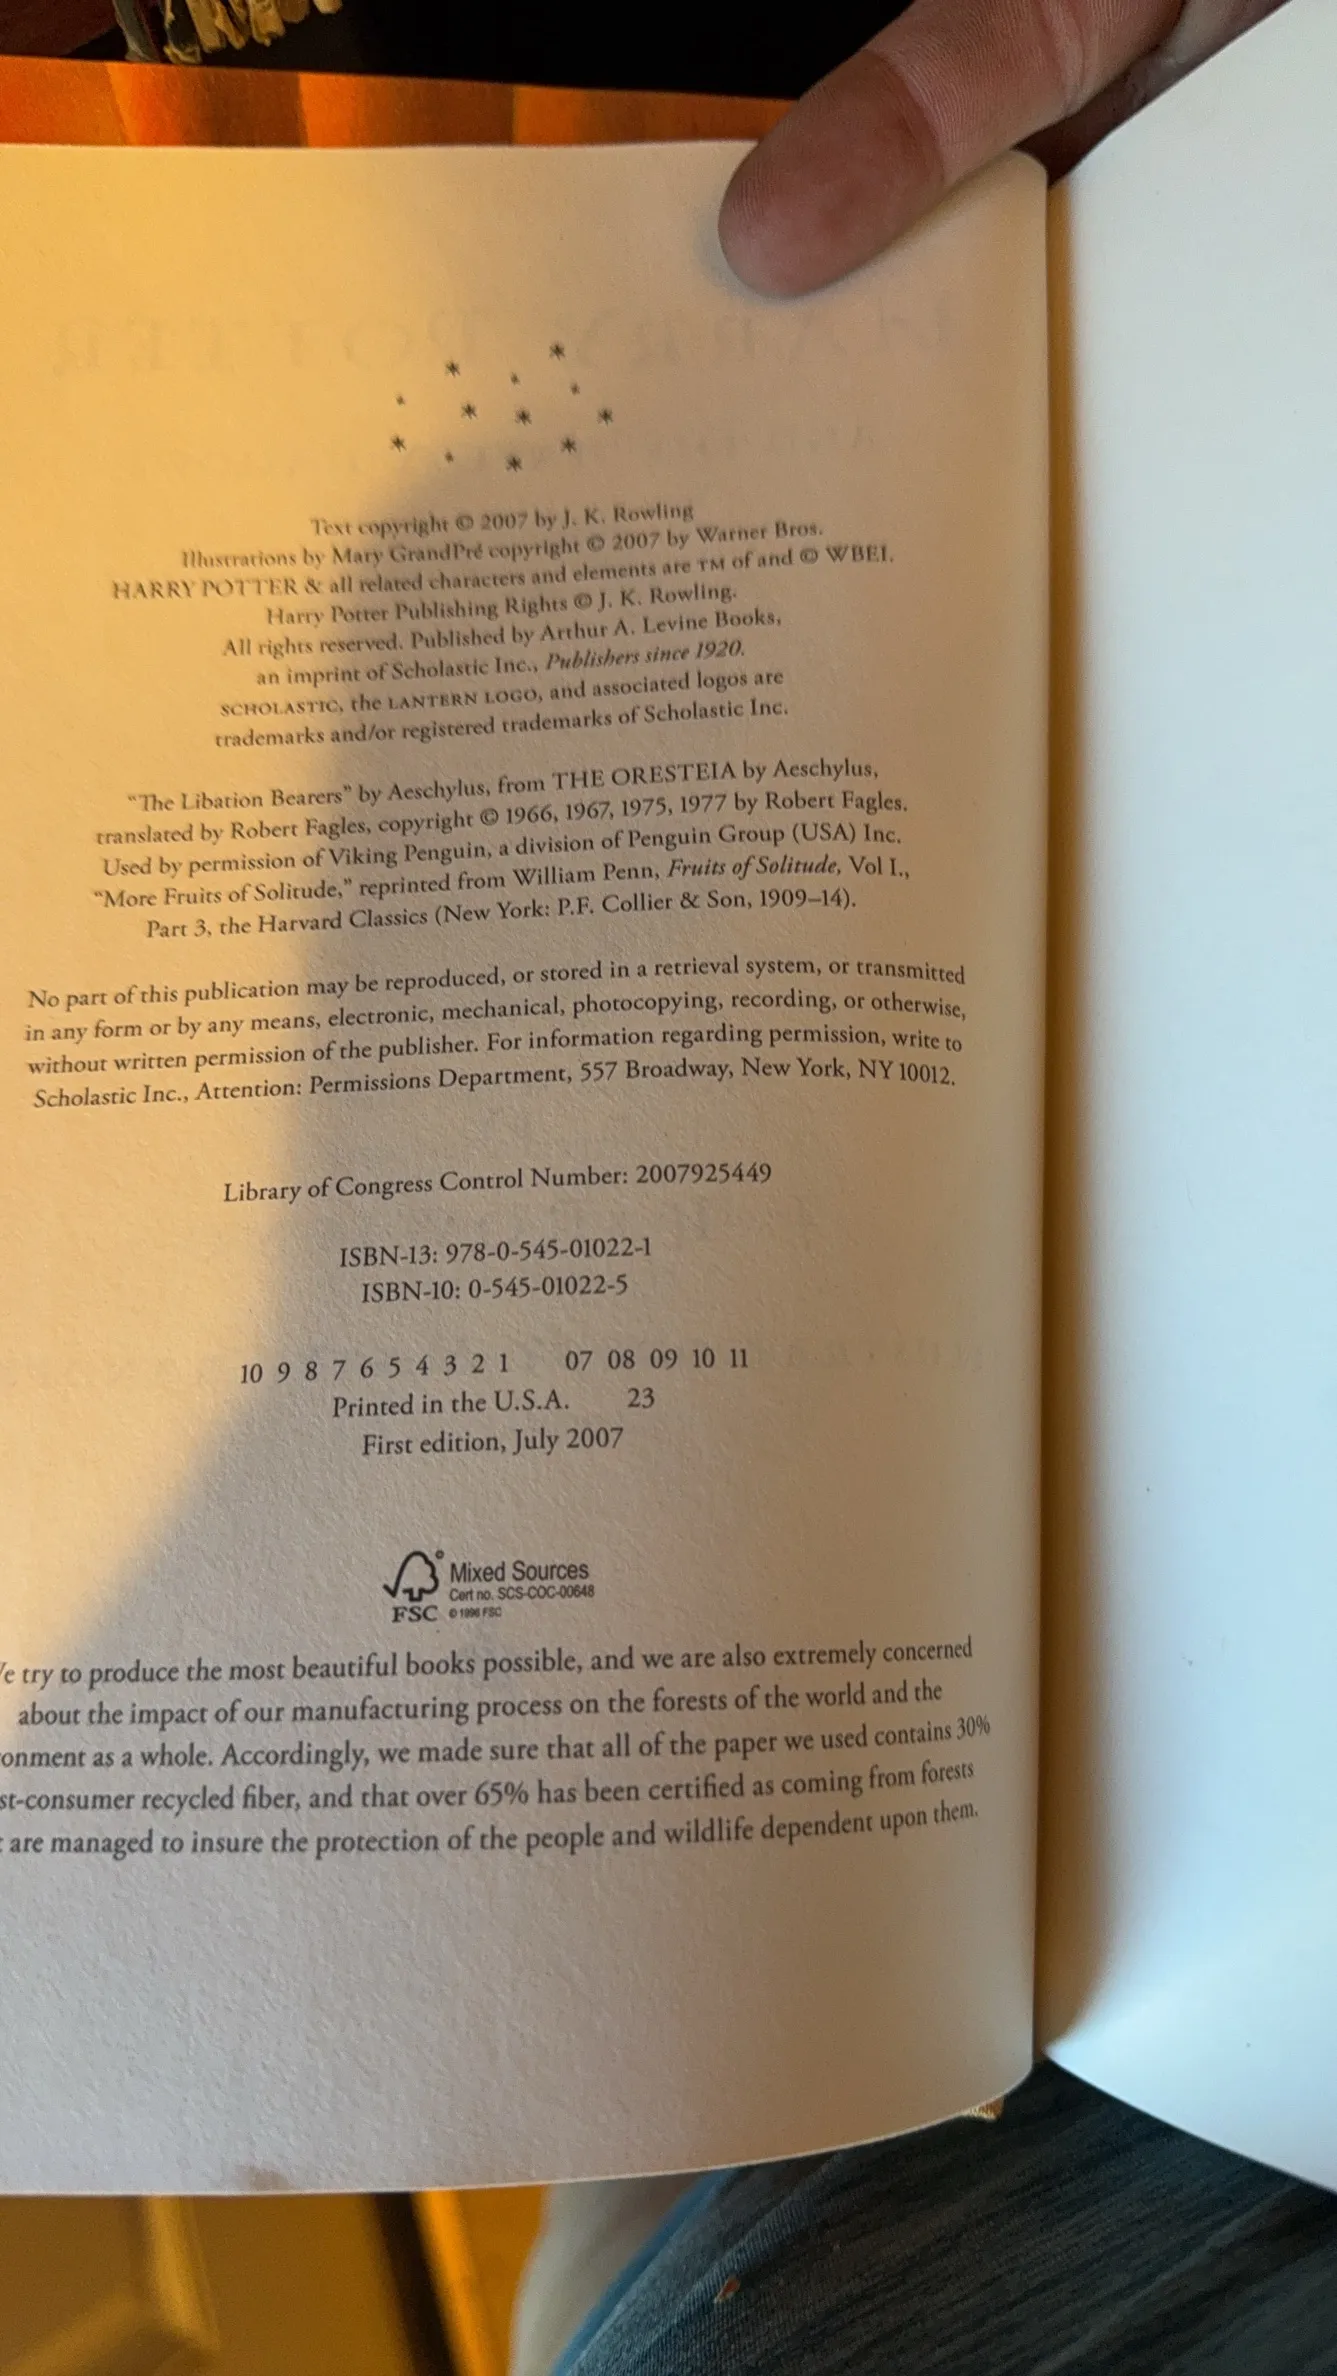 Text copyright © 2007 by J. K. Rowling
Illustrations by Mary GrandPré copyright © 2007 by Warner Bros.
HARRY POTTER & all related characters and elements are TM of and © WBEI.
Harry Potter Publishing Rights © J. K. Rowling.
All rights reserved. Published by Arthur A. Levine Books,
an imprint of Scholastic Inc., Publishers since 1920.
SCHOLASTIC, the LANTERN LOGO, and associated logos are
trademarks and/or registered trademarks of Scholastic Inc.
“The Libation Bearers” by Aeschylus, from THE ORESTEIA by Aeschylus,
translated by Robert Fagles, copyright © 1966, 1967, 1975, 1977 by Robert Fagles.
Used by permission of Viking Penguin, a division of Penguin Group (USA) Inc.
“More Fruits of Solitude,” reprinted from William Penn, Fruits of Solitude, Vol I.,
Part 3, the Harvard Classics (New York: P.F. Collier & Son, 1909–14).
No part of this publication may be reproduced, or stored in a retrieval system, or transmitted
in any form or by any means, electronic, mechanical, photocopying, recording, or otherwise,
without written permission of the publisher. For information regarding permission, write to
Scholastic Inc., Attention: Permissions Department, 557 Broadway, New York, NY 10012.
Library of Congress Control Number: 2007925449
ISBN-13: 978-0-545-01022-1
ISBN-10: 0-545-01022-5
10 9 8 7 6 5 4 3 2 1 07 08 09 10 11
Printed in the U.S.A. 23
First edition, July 2007
Mixed Sources
Cert no. SCS-COC-00648
FSC © 1996 FSC
e try to produce the most beautiful books possible, and we are also extremely concerned
about the impact of our manufacturing process on the forests of the world and the
onment as a whole. Accordingly, we made sure that all of the paper we used contains 30%
st-consumer recycled fiber, and that over 65% has been certified as coming from forests
are managed to insure the protection of the people and wildlife dependent upon them.